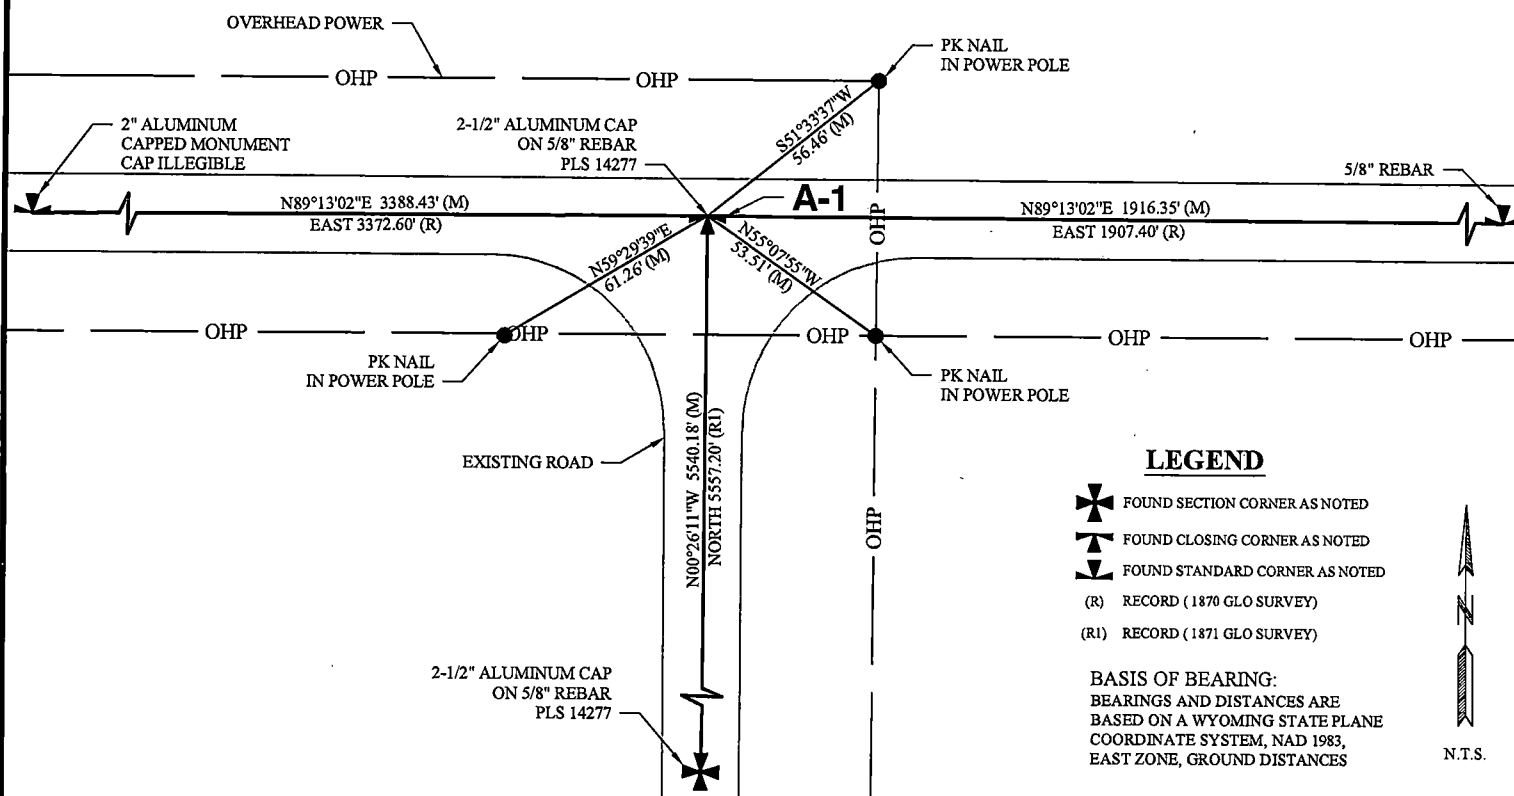 OVERHEAD POWER
PK NAIL
IN POWER POLE
OHP
OHP
2" ALUMINUM
CAPPED MONUMENT
CAP ILLEGIBLE
2-1/2" ALUMINUM CAP
ON 5/8" REBAR
PLS 14277
S51°33'37"W
56.46' (M)
5/8" REBAR
N89°13'02"E 3388.43' (M)
EAST 3372.60' (R)
A-1
OHP
N89°13'02"E 1916.35' (M)
EAST 1907.40' (R)
N59°29'39"E
61.26' (M)
N55°07'55"W
53.51' (M)
OHP
OHP
OHP
OHP
OHP
PK NAIL
IN POWER POLE
PK NAIL
IN POWER POLE
N00°26'11"W 5540.18' (M)
NORTH 5557.20' (R1)
EXISTING ROAD
OHP
LEGEND
FOUND SECTION CORNER AS NOTED
FOUND CLOSING CORNER AS NOTED
FOUND STANDARD CORNER AS NOTED
(R) RECORD ( 1870 GLO SURVEY)
(R1) RECORD ( 1871 GLO SURVEY)
N
2-1/2" ALUMINUM CAP
ON 5/8" REBAR
PLS 14277
BASIS OF BEARING:
BEARINGS AND DISTANCES ARE
BASED ON A WYOMING STATE PLANE
COORDINATE SYSTEM, NAD 1983,
EAST ZONE, GROUND DISTANCES
N.T.S.